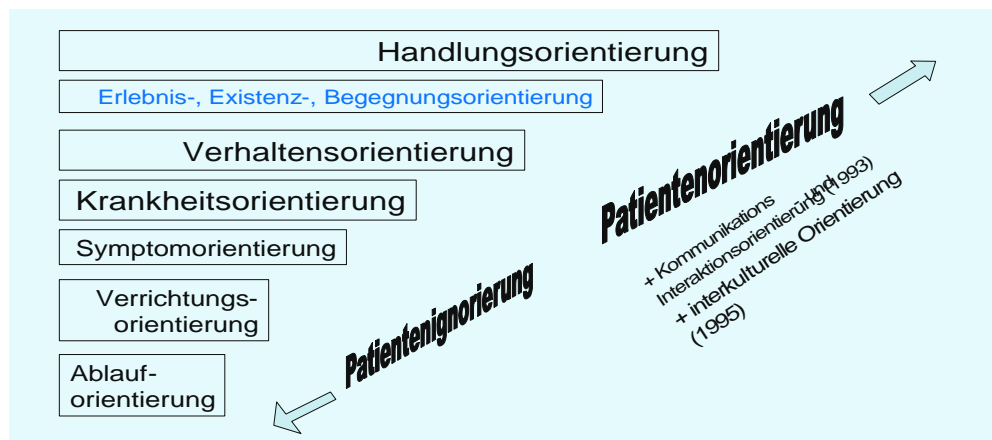 Handlungsorientierung
Erlebnis-, Existenz-, Begegnungsorientierung
Verhaltensorientierung
Krankheitsorientierung
Symptomorientierung
Verrichtungs-
orientierung
Ablauf-
orientierung
Patientenignorierung
Patientenorientierung
+ Kommunikations und
Interaktionsorientierung (1993)
+ interkulturelle Orientierung
(1995)